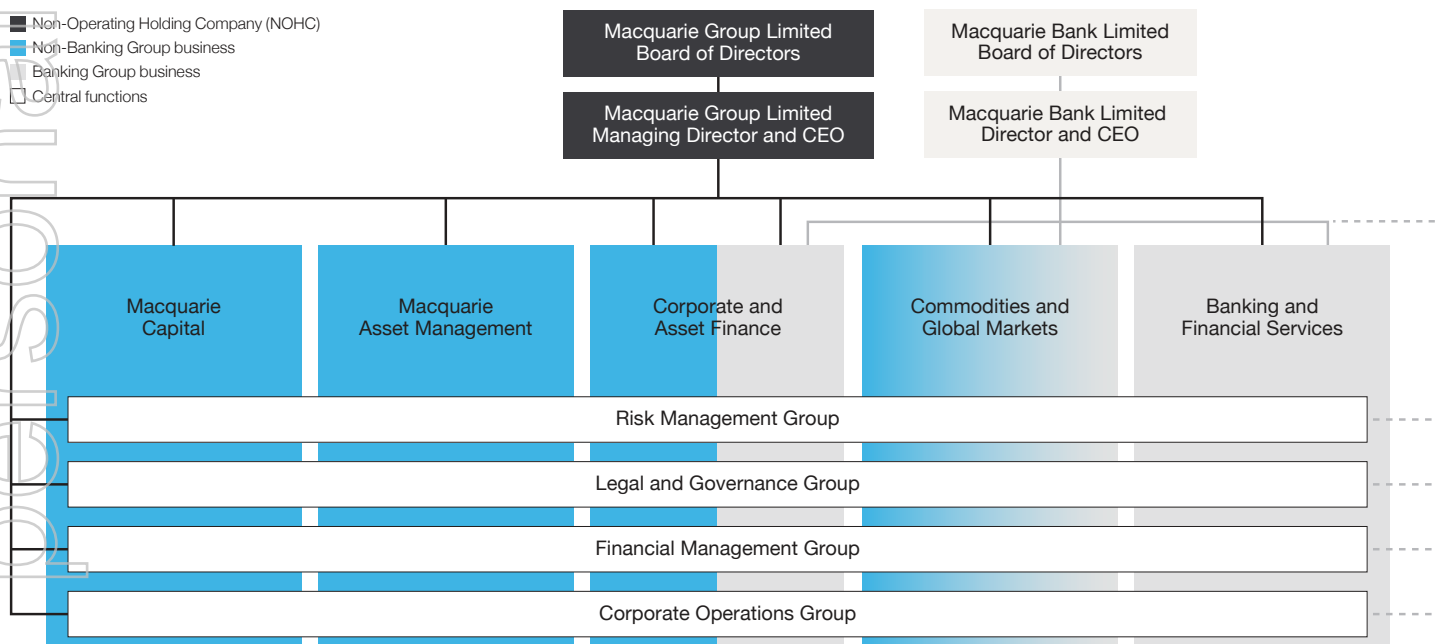 Non-Operating Holding Company (NOHC)
Non-Banking Group business
Banking Group business
Central functions
Macquarie Group Limited
Board of Directors
Macquarie Bank Limited
Board of Directors
Macquarie Group Limited
Managing Director and CEO
Macquarie Bank Limited
Director and CEO
Macquarie
Capital
Macquarie
Asset Management
Corporate and
Asset Finance
Commodities and
Global Markets
Banking and
Financial Services
Risk Management Group
Legal and Governance Group
Financial Management Group
Corporate Operations Group
personal